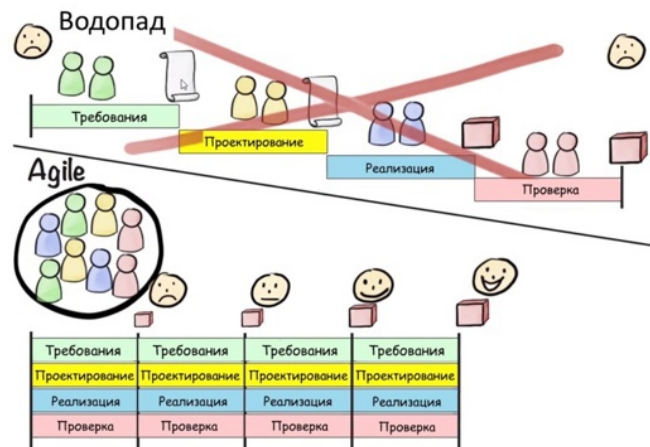 Водопад
Требования
Проектирование
Реализация
Проверка
Agile
Требования Требования Требования Требования
Проектирование Проектирование Проектирование Проектирование
Реализация Реализация Реализация Реализация
Проверка Проверка Проверка Проверка